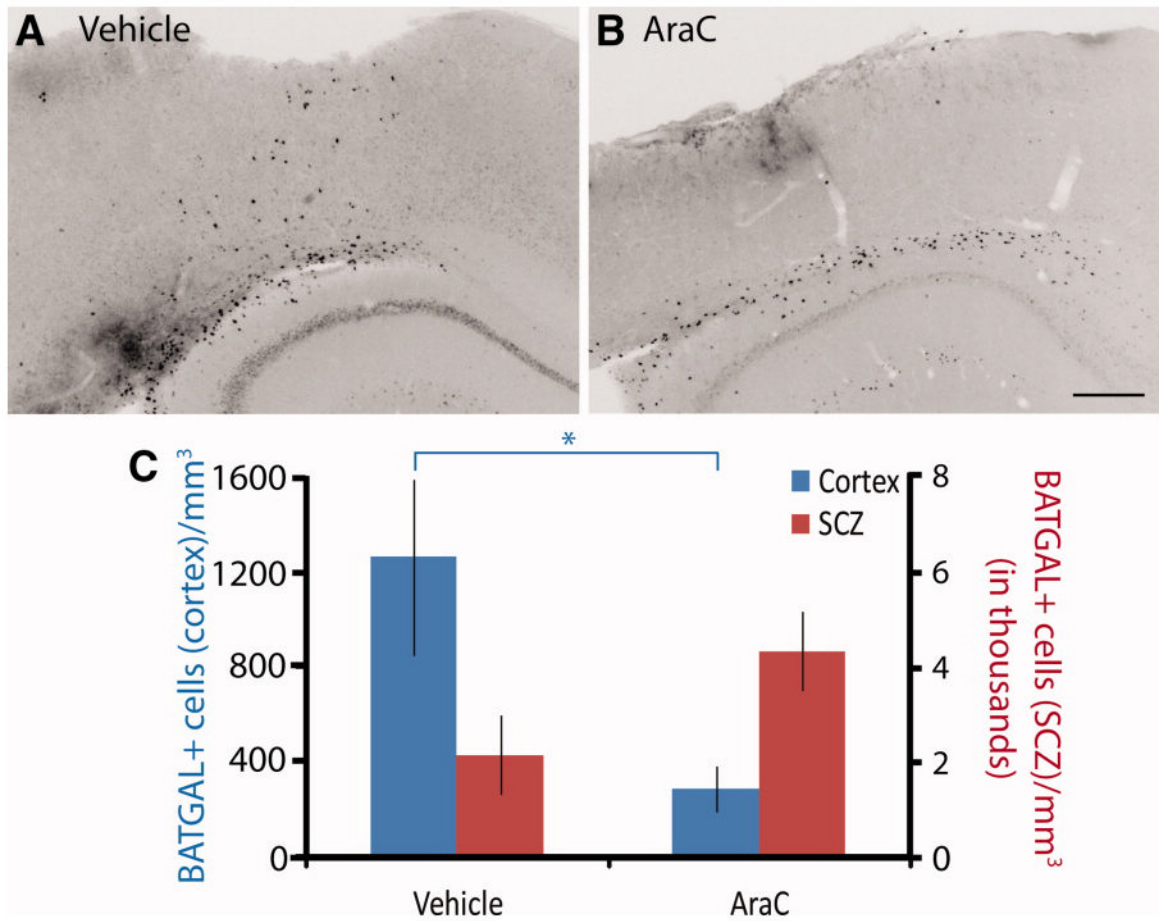 A Vehicle
B AraC
C
*
BATGAL+ cells (cortex)/mm³
1600
1200
800
400
0
Cortex
SCZ
8
6
4
2
0
BATGAL+ cells (SCZ)/mm³
(in thousands)
Vehicle
AraC